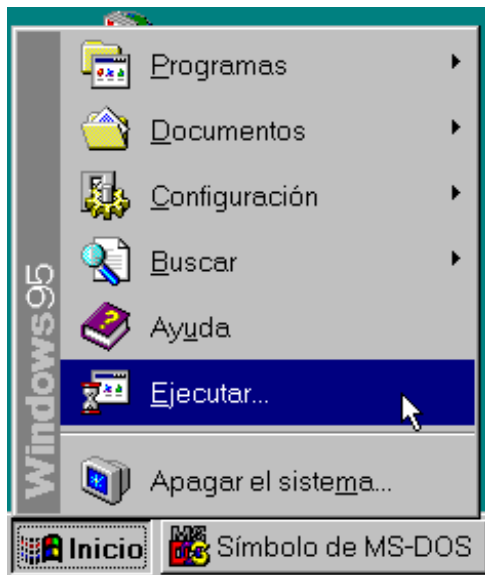 Programas
Documentos
Configuración
Buscar
Ayuda
Ejecutar...
Apagar el sistema...
Windows95
Inicio
MS DOS Símbolo de MS-DOS